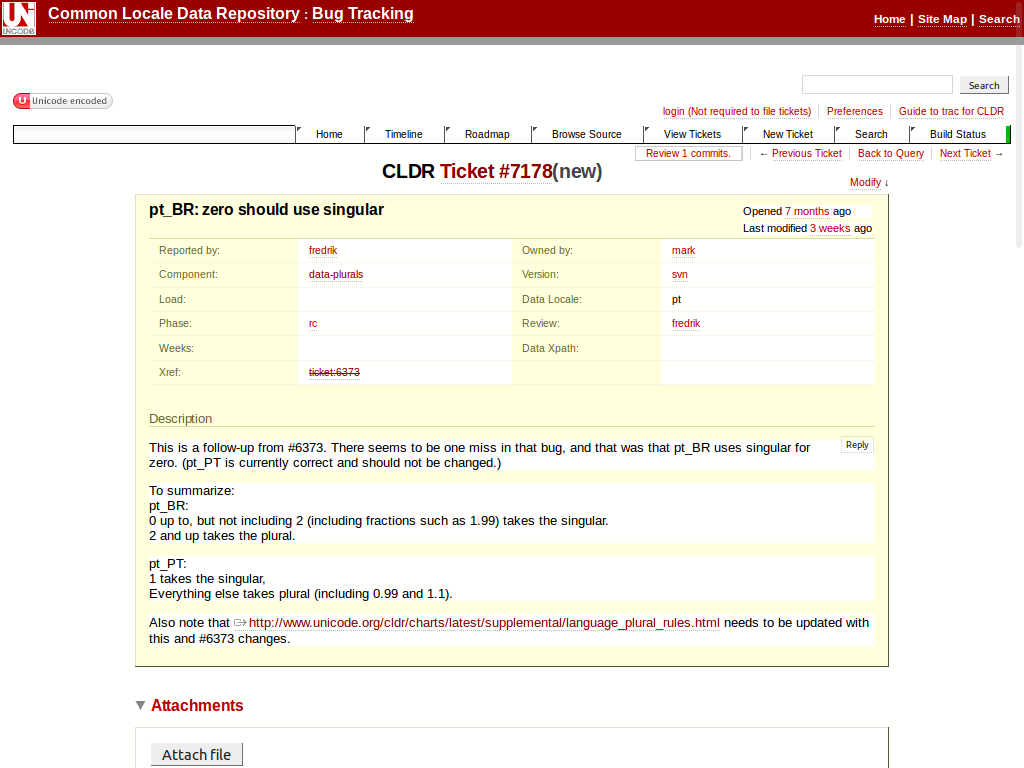 UN
UNICODE
Common Locale Data Repository : Bug Tracking
Home | Site Map | Search
Search
U Unicode encoded
login (Not required to file tickets) Preferences Guide to trac for CLDR
Home Timeline Roadmap Browse Source View Tickets New Ticket Search Build Status
Review 1 commits. ← Previous Ticket Back to Query Next Ticket →
CLDR Ticket #7178(new)
Modify ↓
pt_BR: zero should use singular
Opened 7 months ago
Last modified 3 weeks ago
Reported by: fredrik Owned by: mark
Component: data-plurals Version: svn
Load: Data Locale: pt
Phase: rc Review: fredrik
Weeks: Data Xpath:
Xref: ticket:6373
Description
Reply
This is a follow-up from #6373. There seems to be one miss in that bug, and that was that pt_BR uses singular for
zero. (pt_PT is currently correct and should not be changed.)
To summarize:
pt_BR:
0 up to, but not including 2 (including fractions such as 1.99) takes the singular.
2 and up takes the plural.
pt_PT:
1 takes the singular,
Everything else takes plural (including 0.99 and 1.1).
Also note that http://www.unicode.org/cldr/charts/latest/supplemental/language_plural_rules.html needs to be updated with
this and #6373 changes.
▼ Attachments
Attach file